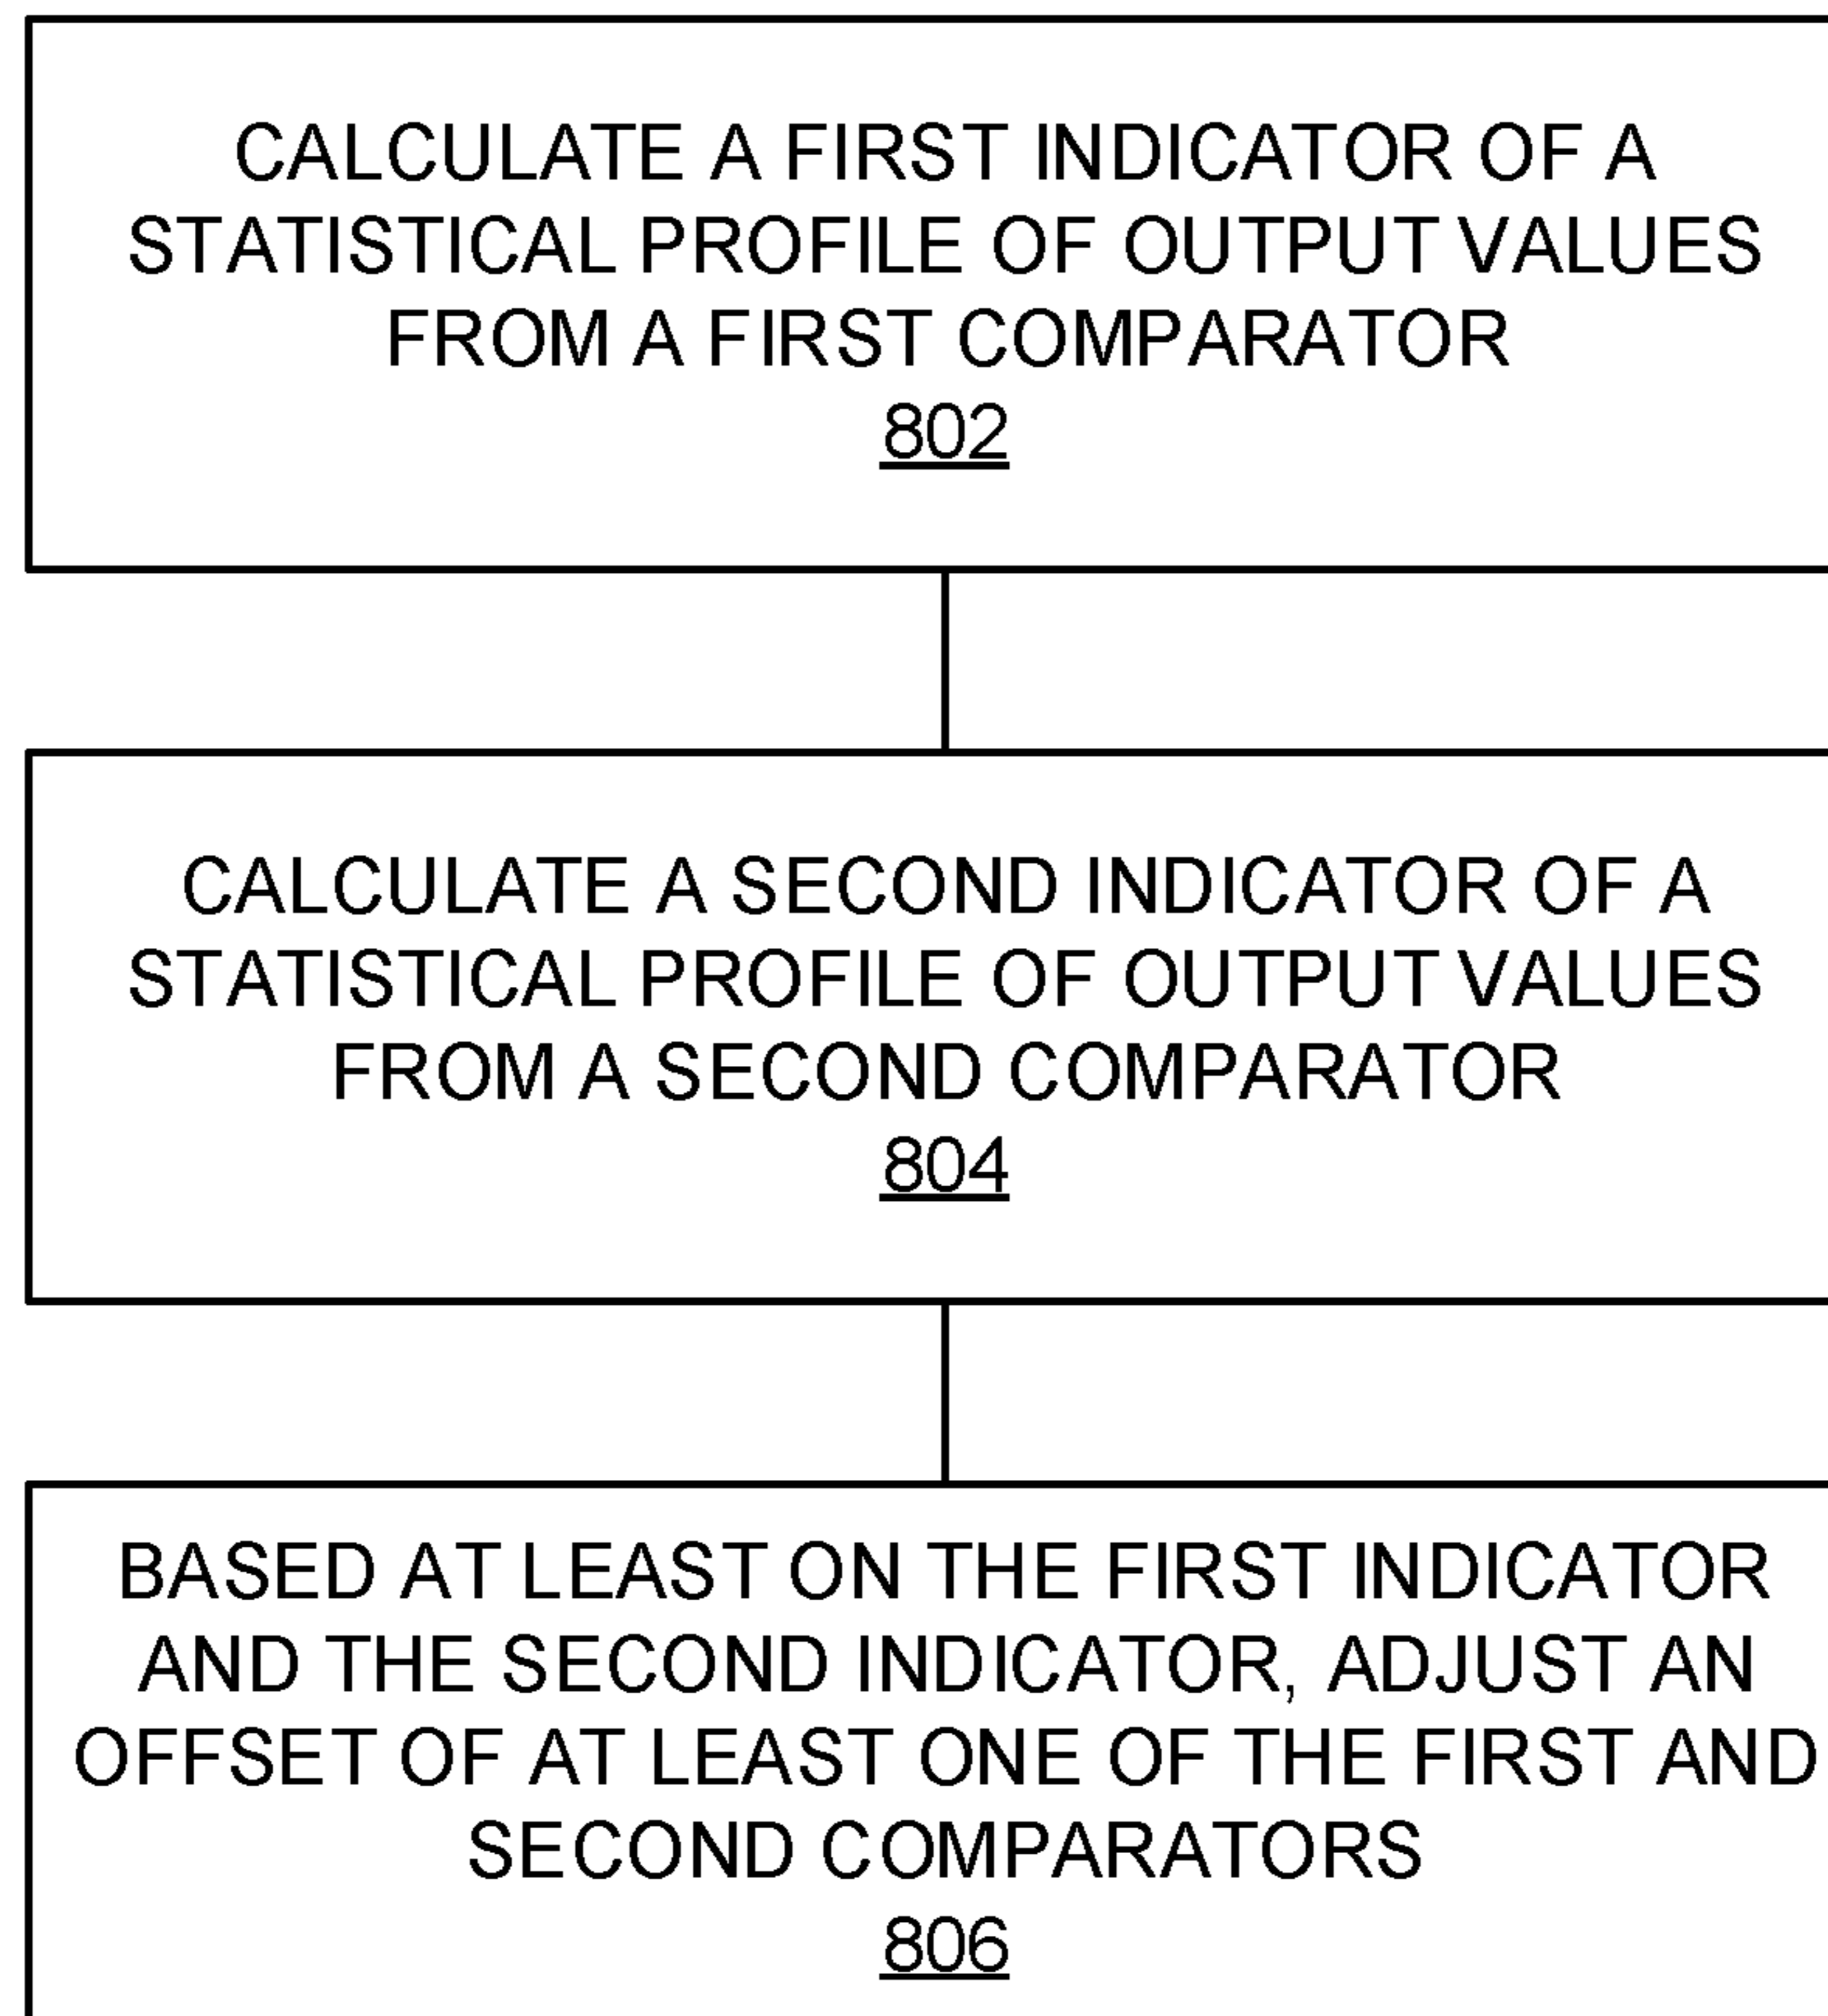 CALCULATE A FIRST INDICATOR OF A
STATISTICAL PROFILE OF OUTPUT VALUES
FROM A FIRST COMPARATOR
802
CALCULATE A SECOND INDICATOR OF A
STATISTICAL PROFILE OF OUTPUT VALUES
FROM A SECOND COMPARATOR
804
BASED AT LEAST ON THE FIRST INDICATOR
AND THE SECOND INDICATOR, ADJUST AN
OFFSET OF AT LEAST ONE OF THE FIRST AND
SECOND COMPARATORS
806